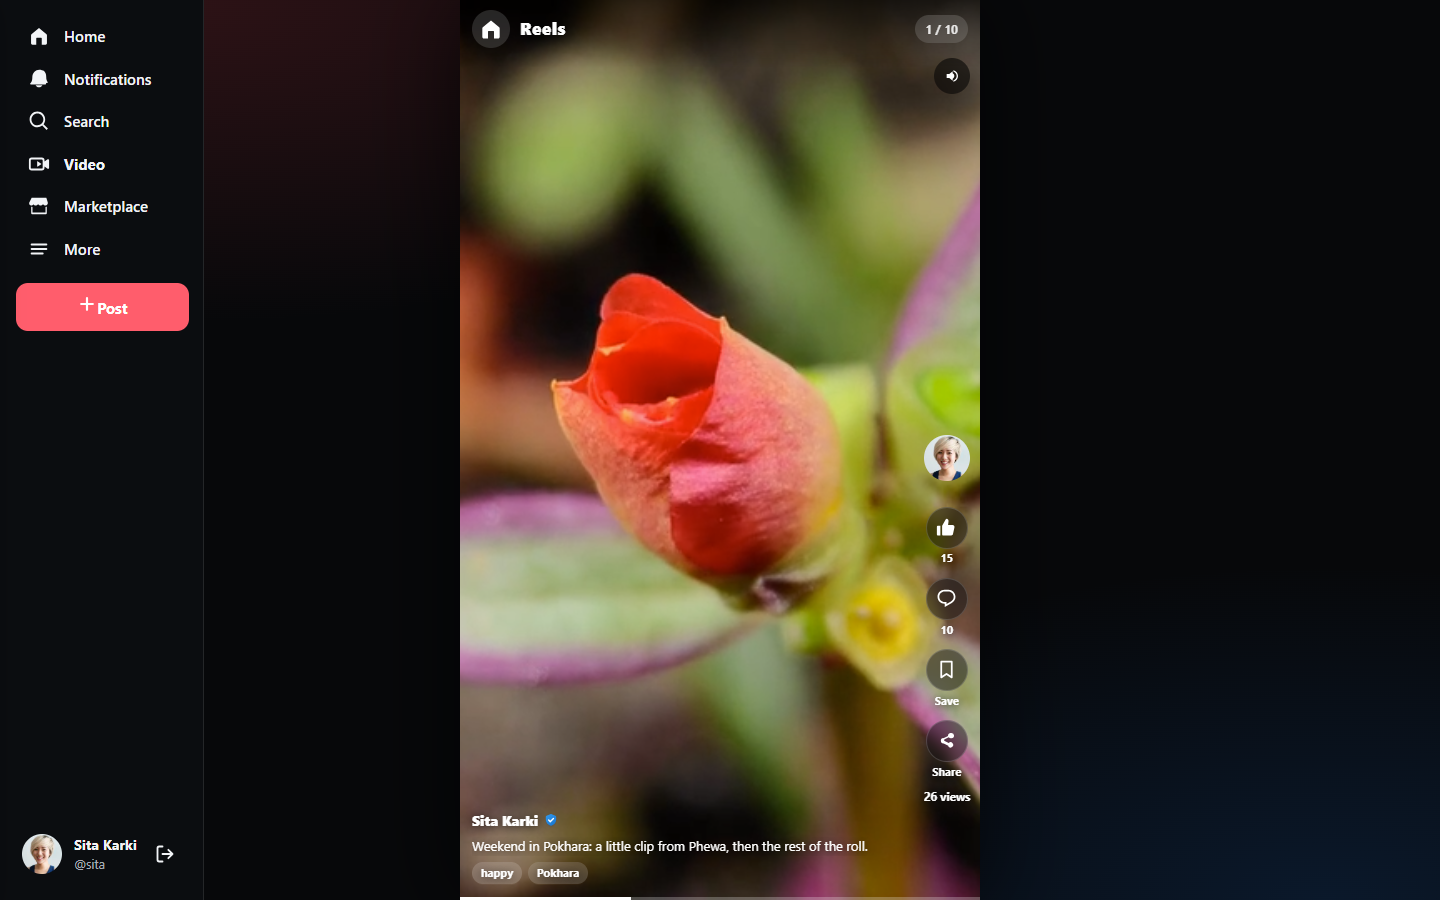 Home
Notifications
Search
Video
Marketplace
More
Post
Sita Karki
@sita
Reels
1 / 10
15
10
Save
Share
26 views
Sita Karki
Weekend in Pokhara: a little clip from Phewa, then the rest of the roll.
happy
Pokhara